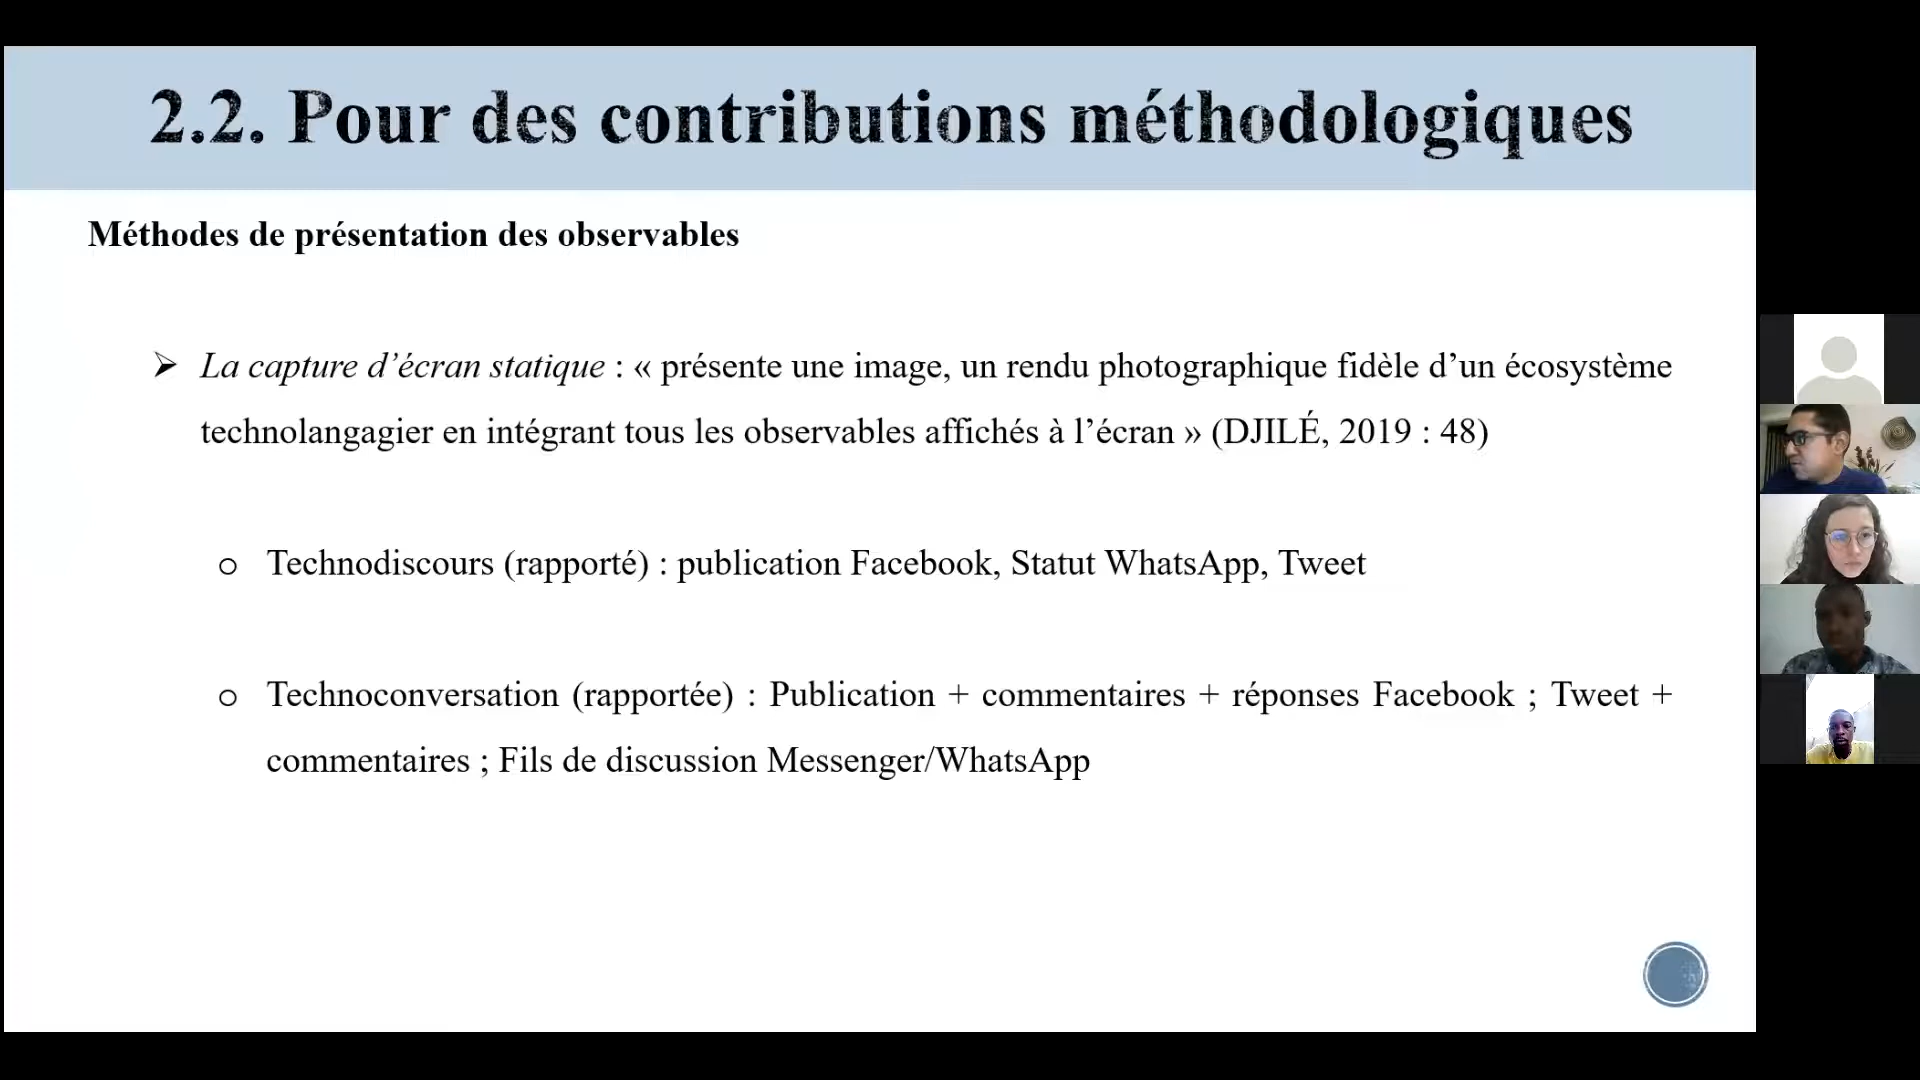 2.2. Pour des contributions méthodologiques
Méthodes de présentation des observables
➢ La capture d’écran statique : « présente une image, un rendu photographique fidèle d’un écosystème
technolangagier en intégrant tous les observables affichés à l’écran » (DJILÉ, 2019 : 48)
o Technodiscours (rapporté) : publication Facebook, Statut WhatsApp, Tweet
o Technoconversation (rapportée) : Publication + commentaires + réponses Facebook ; Tweet +
commentaires ; Fils de discussion Messenger/WhatsApp